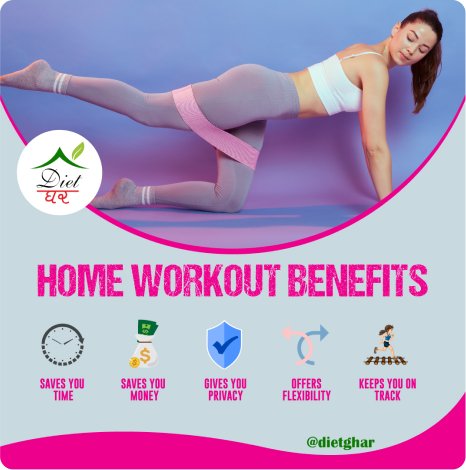 Diet
घर
HOME WORKOUT BENEFITS
SAVES YOU
TIME
SAVES YOU
MONEY
GIVES YOU
PRIVACY
OFFERS
FLEXIBILITY
KEEPS YOU ON
TRACK
@dietghar